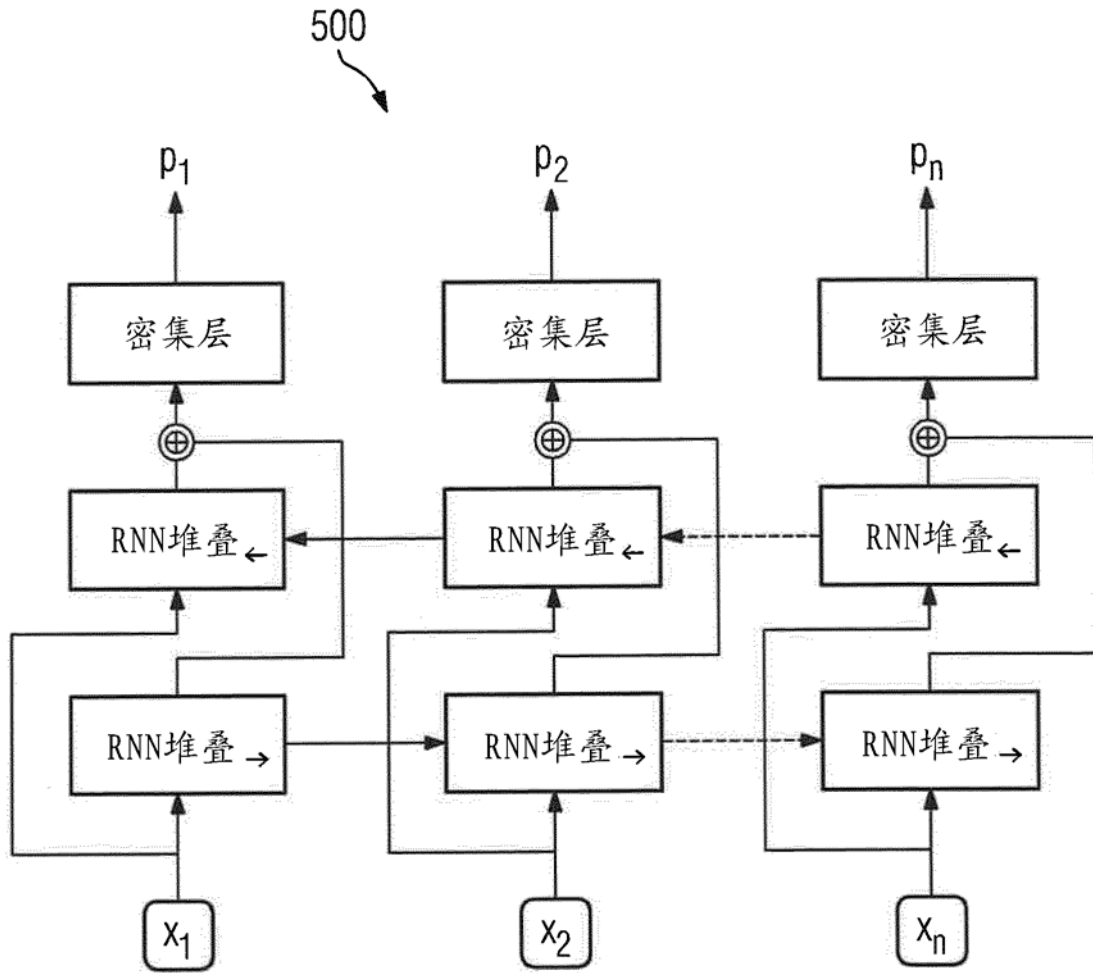 500
p₁ p₂ pₙ
密集层 密集层 密集层
RNN堆叠← RNN堆叠← RNN堆叠←
RNN堆叠→ RNN堆叠→ RNN堆叠→
x₁ x₂ xₙ